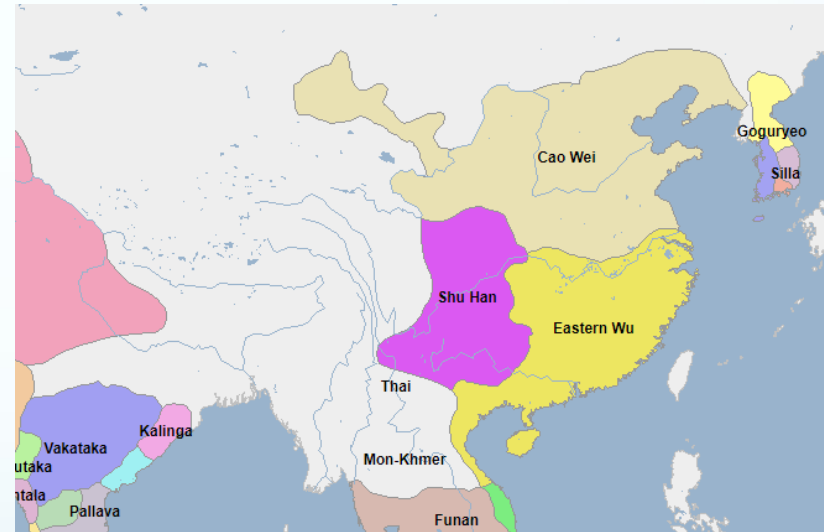 Goguryeo
Cao Wei
Silla
Shu Han
Eastern Wu
Thai
Kalinga
Vakataka
Mon-Khmer
utaka
ntala
Pallava
Funan